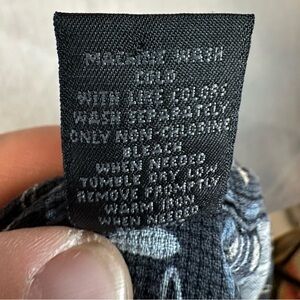 MACHINE WASH
COLD
WITH LIKE COLORS
WASH SEPARATELY
ONLY NON-CHLORINE
BLEACH
WHEN NEEDED
TUMBLE DRY LOW
REMOVE PROMPTLY
WARM IRON
WHEN NEEDED